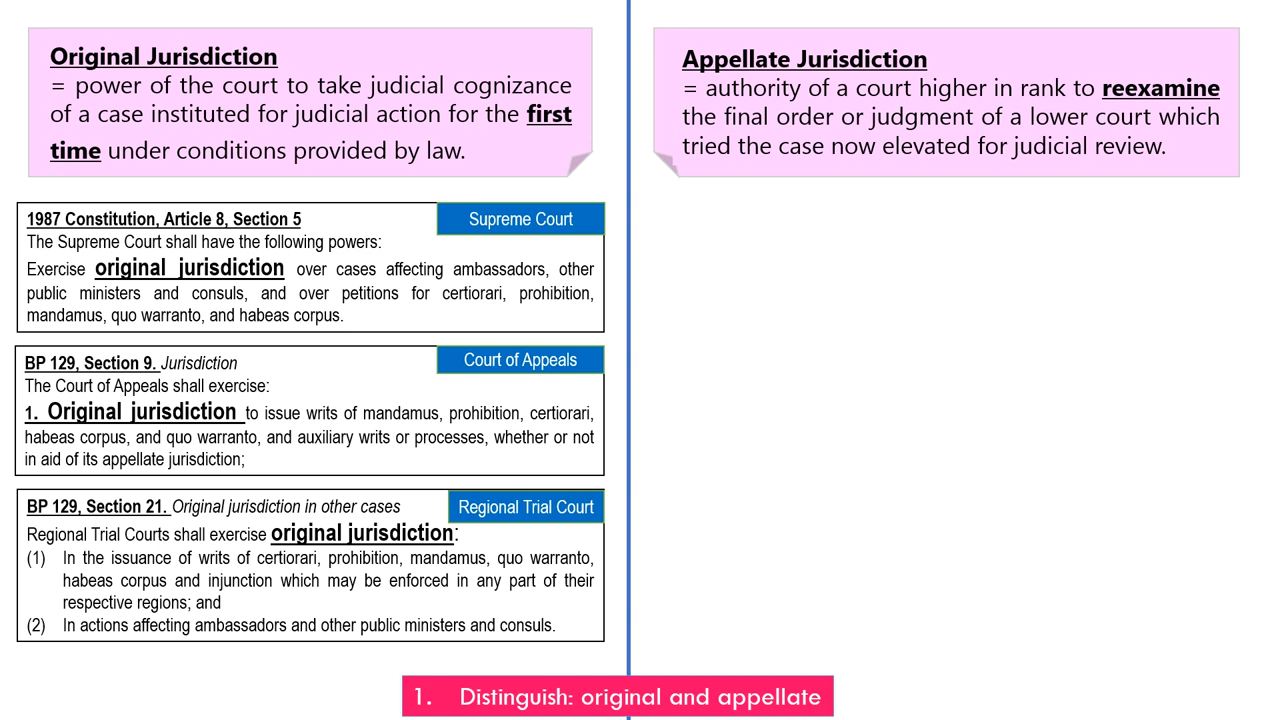 Original Jurisdiction
= power of the court to take judicial cognizance
of a case instituted for judicial action for the first
time under conditions provided by law.
Appellate Jurisdiction
= authority of a court higher in rank to reexamine
the final order or judgment of a lower court which
tried the case now elevated for judicial review.
1987 Constitution, Article 8, Section 5
Supreme Court
The Supreme Court shall have the following powers:
Exercise original jurisdiction over cases affecting ambassadors, other
public ministers and consuls, and over petitions for certiorari, prohibition,
mandamus, quo warranto, and habeas corpus.
BP 129, Section 9. Jurisdiction
Court of Appeals
The Court of Appeals shall exercise:
1. Original jurisdiction to issue writs of mandamus, prohibition, certiorari,
habeas corpus, and quo warranto, and auxiliary writs or processes, whether or not
in aid of its appellate jurisdiction;
BP 129, Section 21. Original jurisdiction in other cases
Regional Trial Court
Regional Trial Courts shall exercise original jurisdiction:
(1) In the issuance of writs of certiorari, prohibition, mandamus, quo warranto,
habeas corpus and injunction which may be enforced in any part of their
respective regions; and
(2) In actions affecting ambassadors and other public ministers and consuls.
1. Distinguish: original and appellate